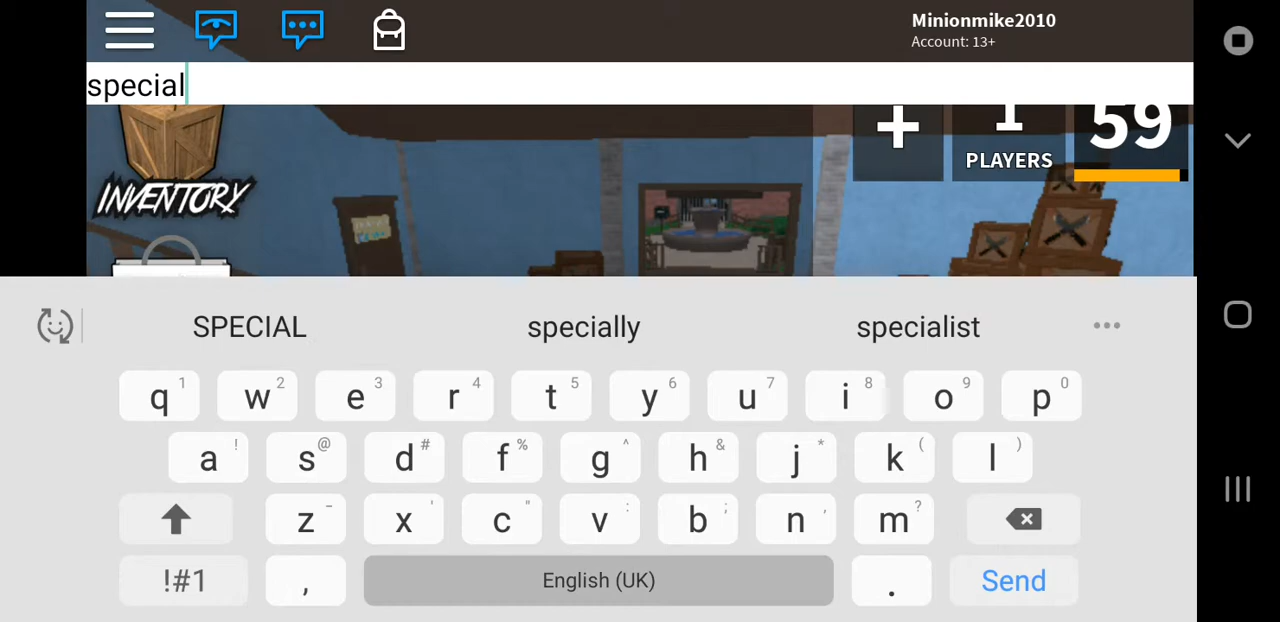 Minionmike2010
Account: 13+
special
INVENTORY
+
1
PLAYERS
59
SPECIAL specially specialist ...
q 1 w 2 e 3 r 4 t 5 y 6 u 7 i 8 o 9 p 0
a ! s @ d # f % g ^ h & j * k ( l )
z - x ' c " v : b ; n , m ?
!#1 , English (UK) . Send